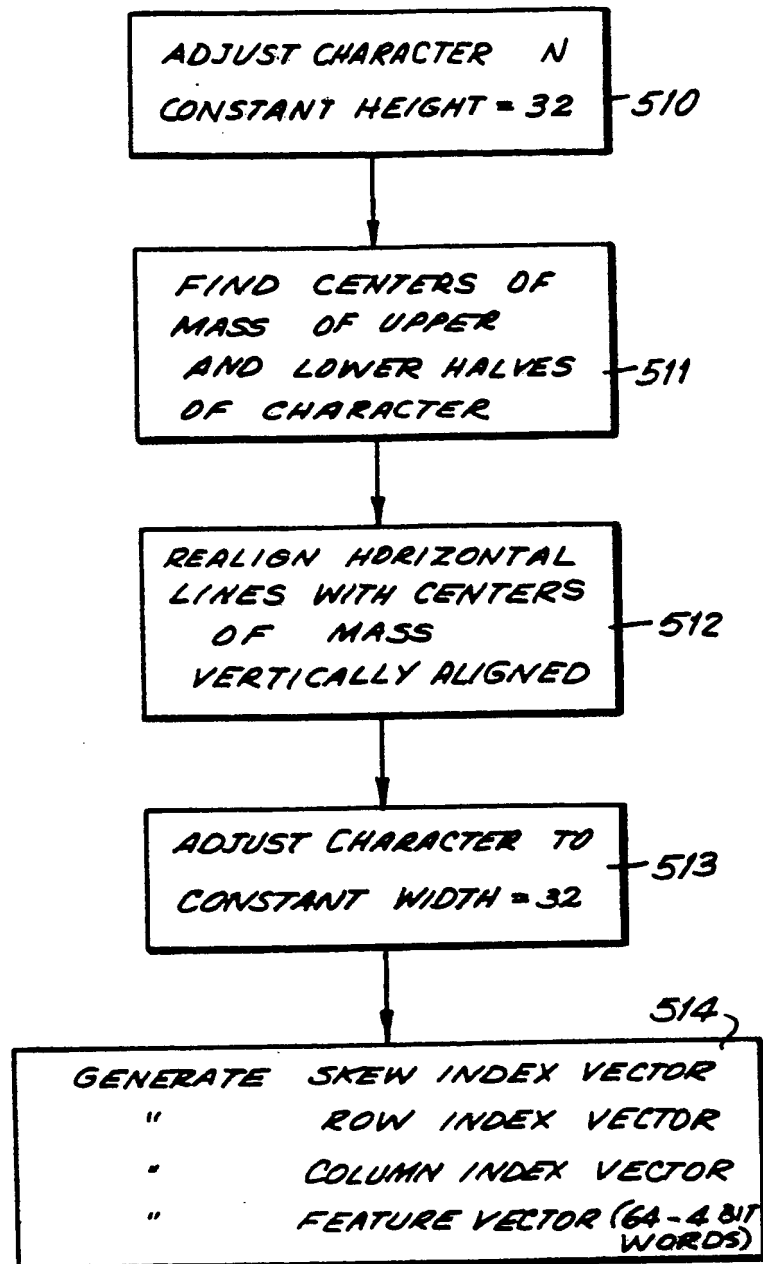 ADJUST CHARACTER N
CONSTANT HEIGHT = 32
510
FIND CENTERS OF
MASS OF UPPER
AND LOWER HALVES
OF CHARACTER
511
REALIGN HORIZONTAL
LINES WITH CENTERS
OF MASS
VERTICALLY ALIGNED
512
ADJUST CHARACTER TO
CONSTANT WIDTH = 32
513
514
GENERATE SKEW INDEX VECTOR
" ROW INDEX VECTOR
" COLUMN INDEX VECTOR
" FEATURE VECTOR (64-4 BIT
WORDS)